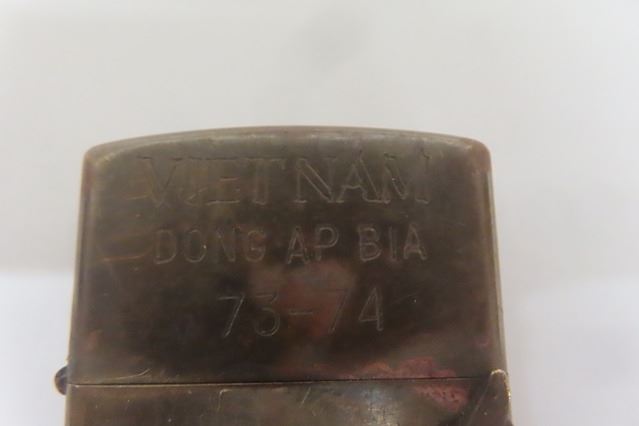 VIET NAM
DONG AP BIA
73-74